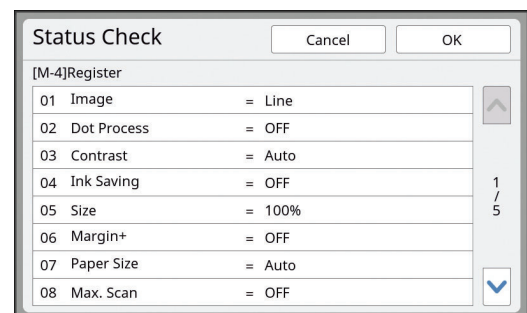 Status Check
Cancel
OK
[M-4]Register
01 Image = Line
02 Dot Process = OFF
03 Contrast = Auto
04 Ink Saving = OFF
05 Size = 100%
06 Margin+ = OFF
07 Paper Size = Auto
08 Max. Scan = OFF
1
/
5